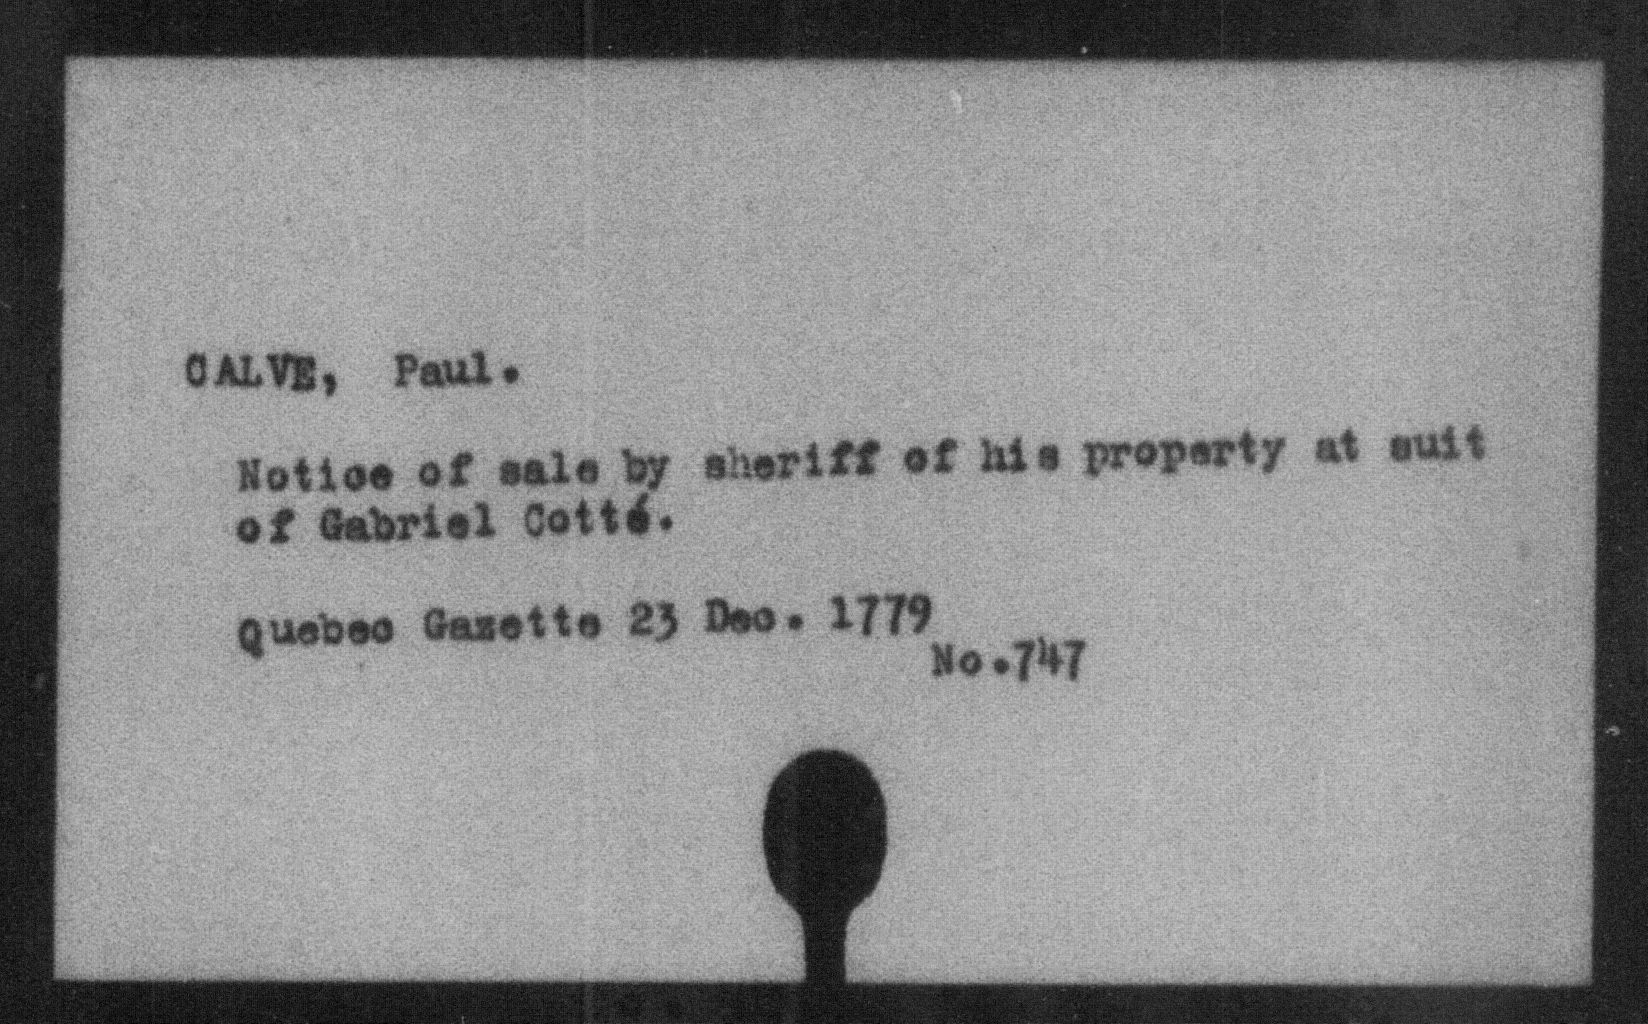 CALVE, Paul.
Notice of sale by sheriff of his property at suit
of Gabriel Cotté.
Quebec Gazette 23 Dec. 1779
No.747